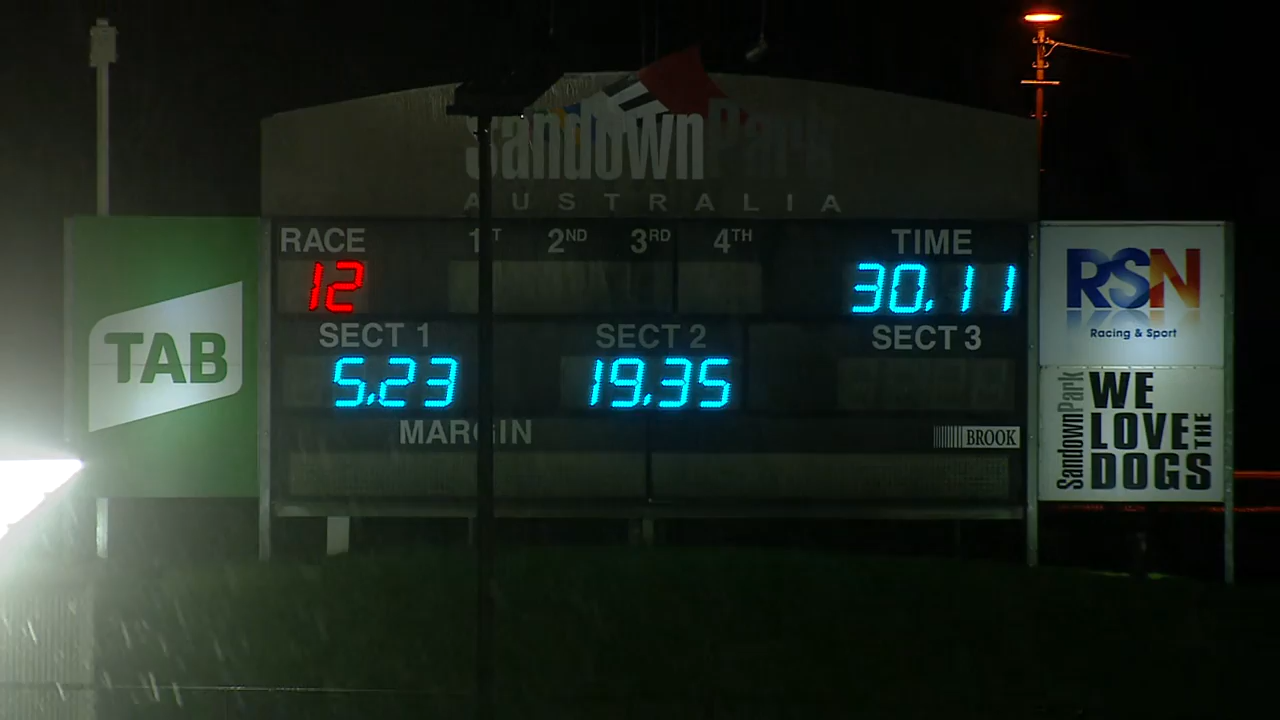 SandownPark
AUSTRALIA
RACE 1ST 2ND 3RD 4TH TIME
12 30.11
SECT 1 SECT 2 SECT 3
5.23 19.35
MARGIN
BROOK
TAB
RSN
Racing & Sport
SandownPark
WE
LOVE THE
DOGS